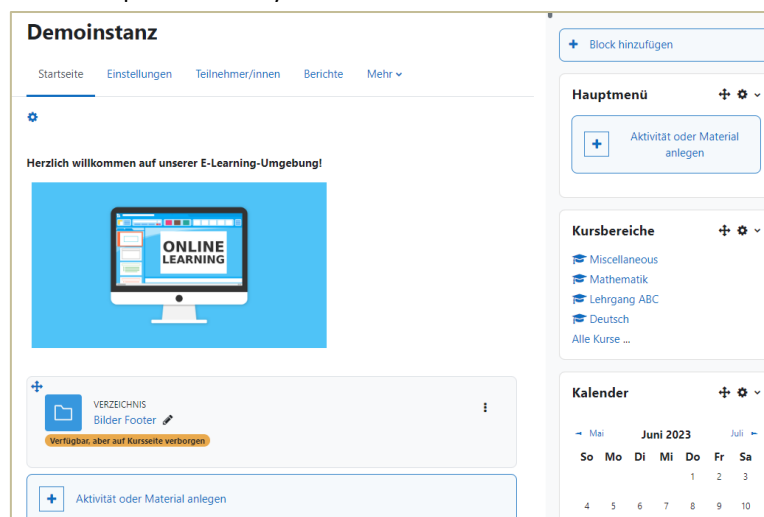 Demoinstanz
Startseite Einstellungen Teilnehmer/innen Berichte Mehr
Herzlich willkommen auf unserer E-Learning-Umgebung!
ONLINE
LEARNING
VERZEICHNIS
Bilder Footer
Verfügbar, aber auf Kursseite verborgen
Aktivität oder Material anlegen
Block hinzufügen
Hauptmenü
Aktivität oder Material
anlegen
Kursbereiche
Miscellaneous
Mathematik
Lehrgang ABC
Deutsch
Alle Kurse ...
Kalender
Mai Juni 2023 Juli
So Mo Di Mi Do Fr Sa
1 2 3
4 5 6 7 8 9 10